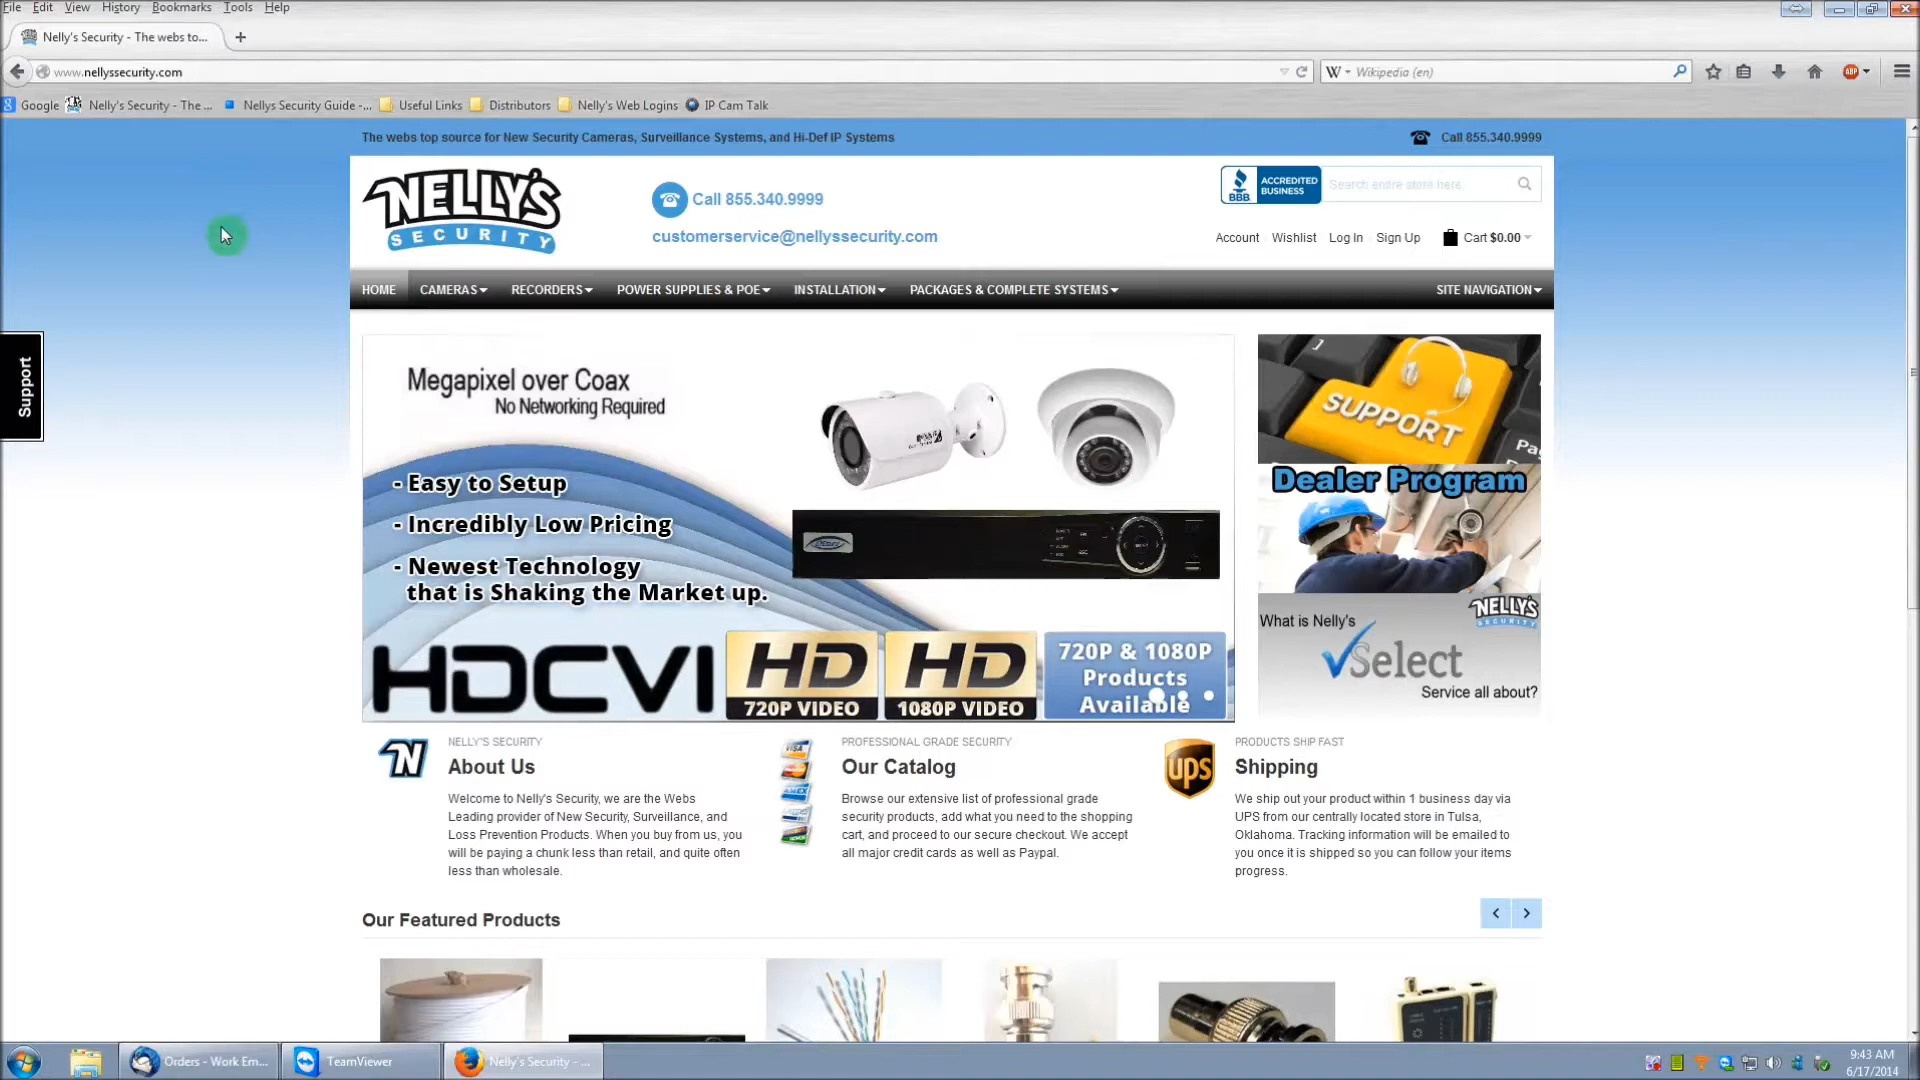 File Edit View History Bookmarks Tools Help
Nelly's Security - The webs to...
www.nellyssecurity.com
W Wikipedia (en)
ABP
Google Nelly's Security - The ... Nellys Security Guide -... Useful Links Distributors Nelly's Web Logins IP Cam Talk
The webs top source for New Security Cameras, Surveillance Systems, and Hi-Def IP Systems
Call 855.340.9999
NELLY'S
SECURITY
Call 855.340.9999
customerservice@nellyssecurity.com
BBB
ACCREDITED
BUSINESS
Search entire store here...
Account Wishlist Log In Sign Up Cart $0.00
HOME CAMERAS RECORDERS POWER SUPPLIES & POE INSTALLATION PACKAGES & COMPLETE SYSTEMS SITE NAVIGATION
Support
Megapixel over Coax
No Networking Required
- Easy to Setup
- Incredibly Low Pricing
- Newest Technology
that is Shaking the Market up.
HDCVI
HD
720P VIDEO
HD
1080P VIDEO
720P & 1080P
Products
Available
SUPPORT
Dealer Program
What is Nelly's
NELLY'S
SECURITY
Select
Service all about?
NELLY'S SECURITY
About Us
Welcome to Nelly's Security, we are the Webs
Leading provider of New Security, Surveillance, and
Loss Prevention Products. When you buy from us, you
will be paying a chunk less than retail, and quite often
less than wholesale.
VISA
AMEX
PROFESSIONAL GRADE SECURITY
Our Catalog
Browse our extensive list of professional grade
security products, add what you need to the shopping
cart, and proceed to our secure checkout. We accept
all major credit cards as well as Paypal.
ups
PRODUCTS SHIP FAST
Shipping
We ship out your product within 1 business day via
UPS from our centrally located store in Tulsa,
Oklahoma. Tracking information will be emailed to
you once it is shipped so you can follow your items
progress.
Our Featured Products
Orders - Work Em... TeamViewer Nelly's Security - ...
9:43 AM
6/17/2014